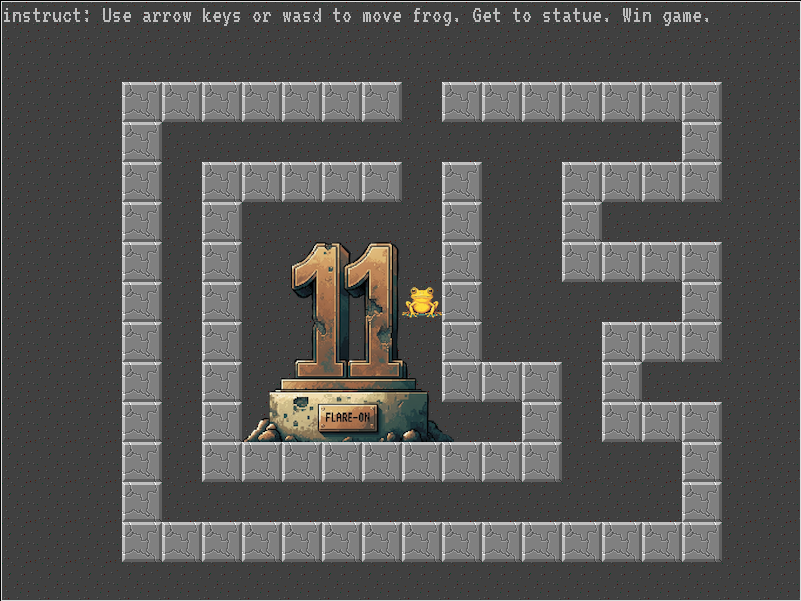 instruct: Use arrow keys or wasd to move frog. Get to statue. Win game.
11
FLARE-ON